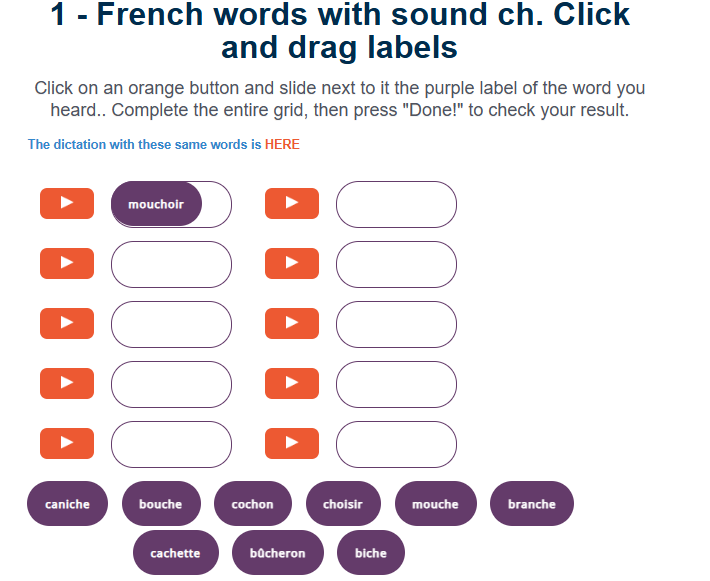 1 - French words with sound ch. Click
and drag labels
Click on an orange button and slide next to it the purple label of the word you
heard.. Complete the entire grid, then press "Done!" to check your result.
The dictation with these same words is HERE
mouchoir
caniche bouche cochon choisir mouche branche
cachette bûcheron biche